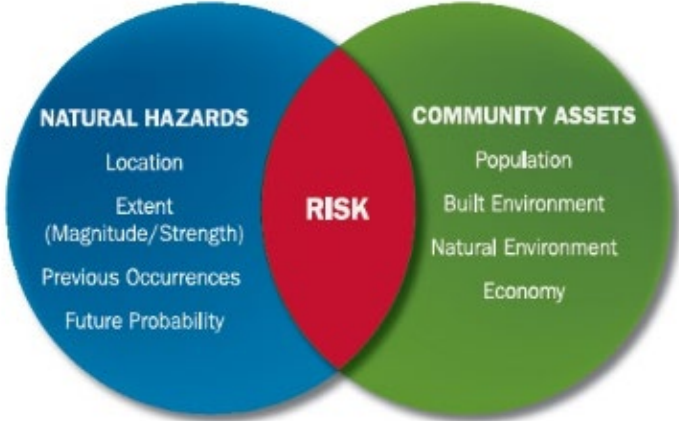 NATURAL HAZARDS
Location
Extent
(Magnitude/Strength)
Previous Occurrences
Future Probability
RISK
COMMUNITY ASSETS
Population
Built Environment
Natural Environment
Economy